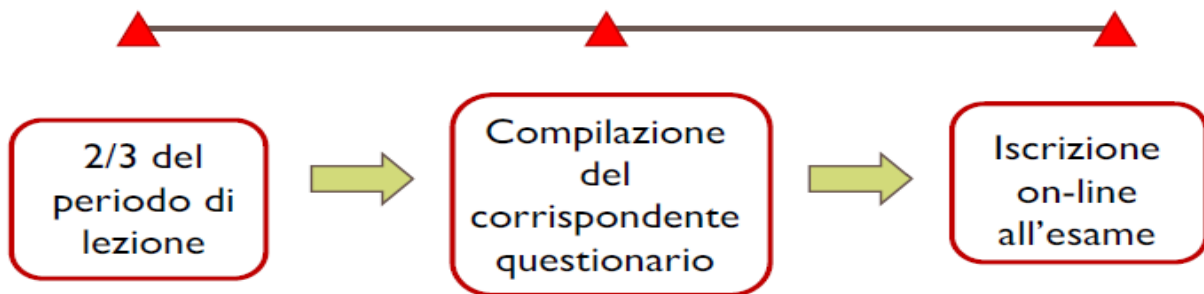 2/3 del
periodo di
lezione
Compilazione
del
corrispondente
questionario
Iscrizione
on-line
all'esame